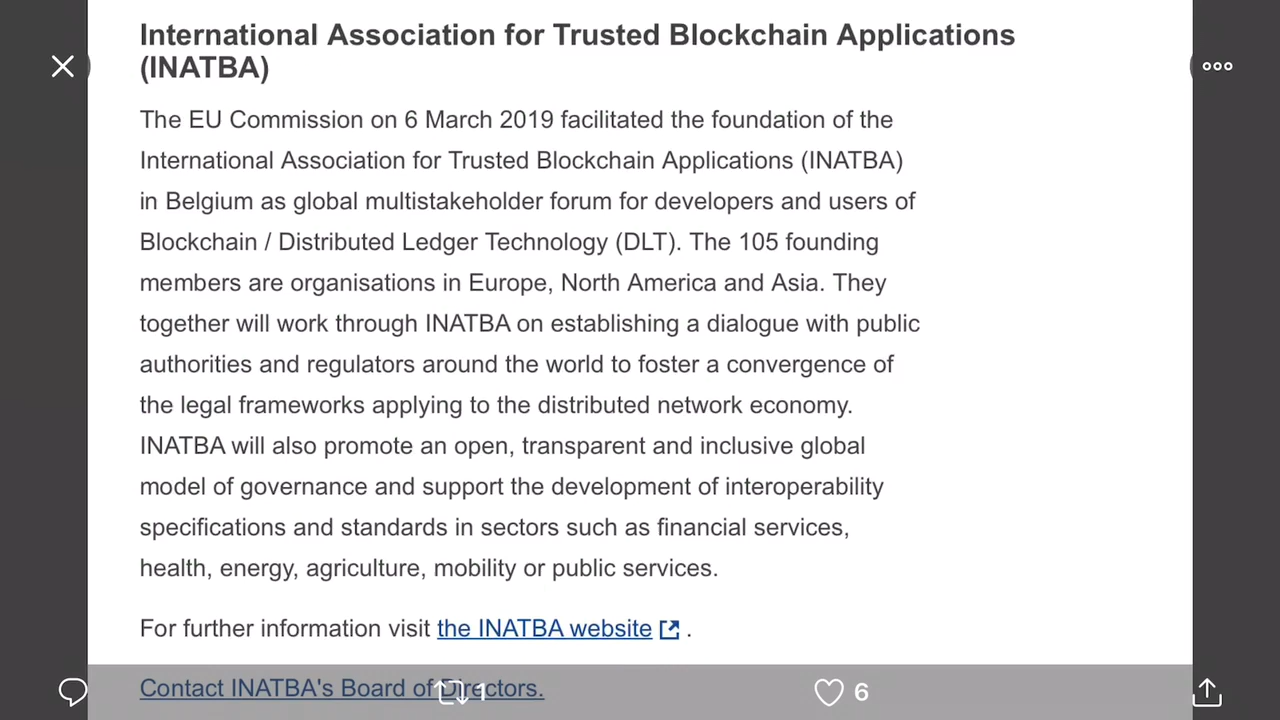 International Association for Trusted Blockchain Applications
(INATBA)
The EU Commission on 6 March 2019 facilitated the foundation of the
International Association for Trusted Blockchain Applications (INATBA)
in Belgium as global multistakeholder forum for developers and users of
Blockchain / Distributed Ledger Technology (DLT). The 105 founding
members are organisations in Europe, North America and Asia. They
together will work through INATBA on establishing a dialogue with public
authorities and regulators around the world to foster a convergence of
the legal frameworks applying to the distributed network economy.
INATBA will also promote an open, transparent and inclusive global
model of governance and support the development of interoperability
specifications and standards in sectors such as financial services,
health, energy, agriculture, mobility or public services.
For further information visit the INATBA website .
Contact INATBA's Board of Directors.
1 6